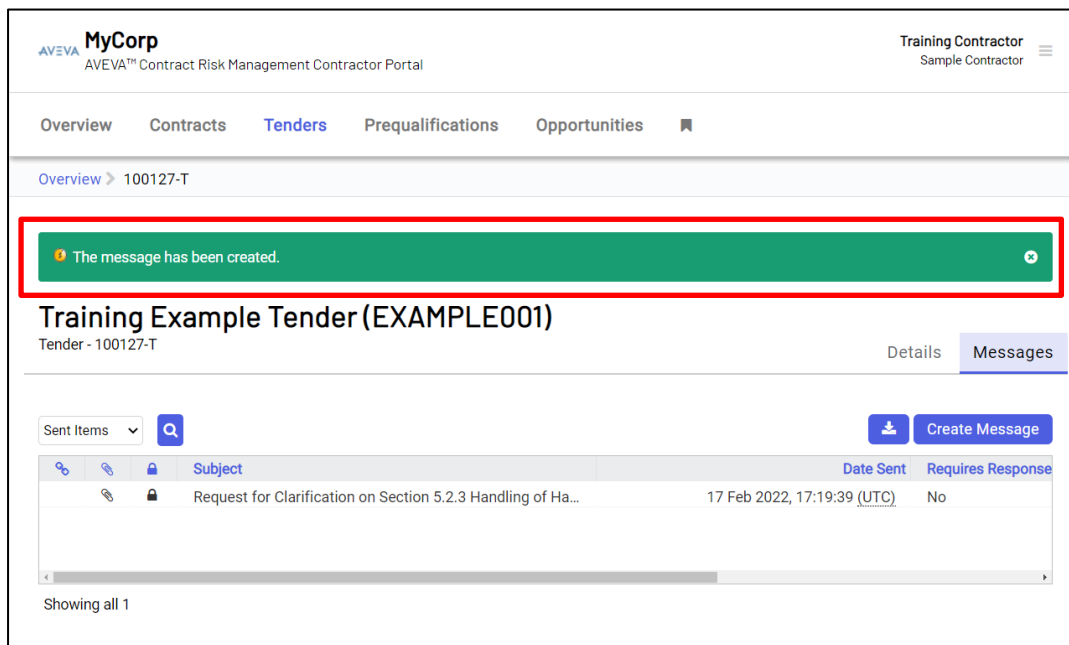 AVEVA MyCorp
AVEVA™ Contract Risk Management Contractor Portal
Training Contractor
Sample Contractor
Overview Contracts Tenders Prequalifications Opportunities
Overview > 100127-T
The message has been created.
Training Example Tender (EXAMPLE001)
Tender - 100127-T
Details Messages
Sent Items Create Message
Subject Date Sent Requires Response
Request for Clarification on Section 5.2.3 Handling of Ha... 17 Feb 2022, 17:19:39 (UTC) No
Showing all 1